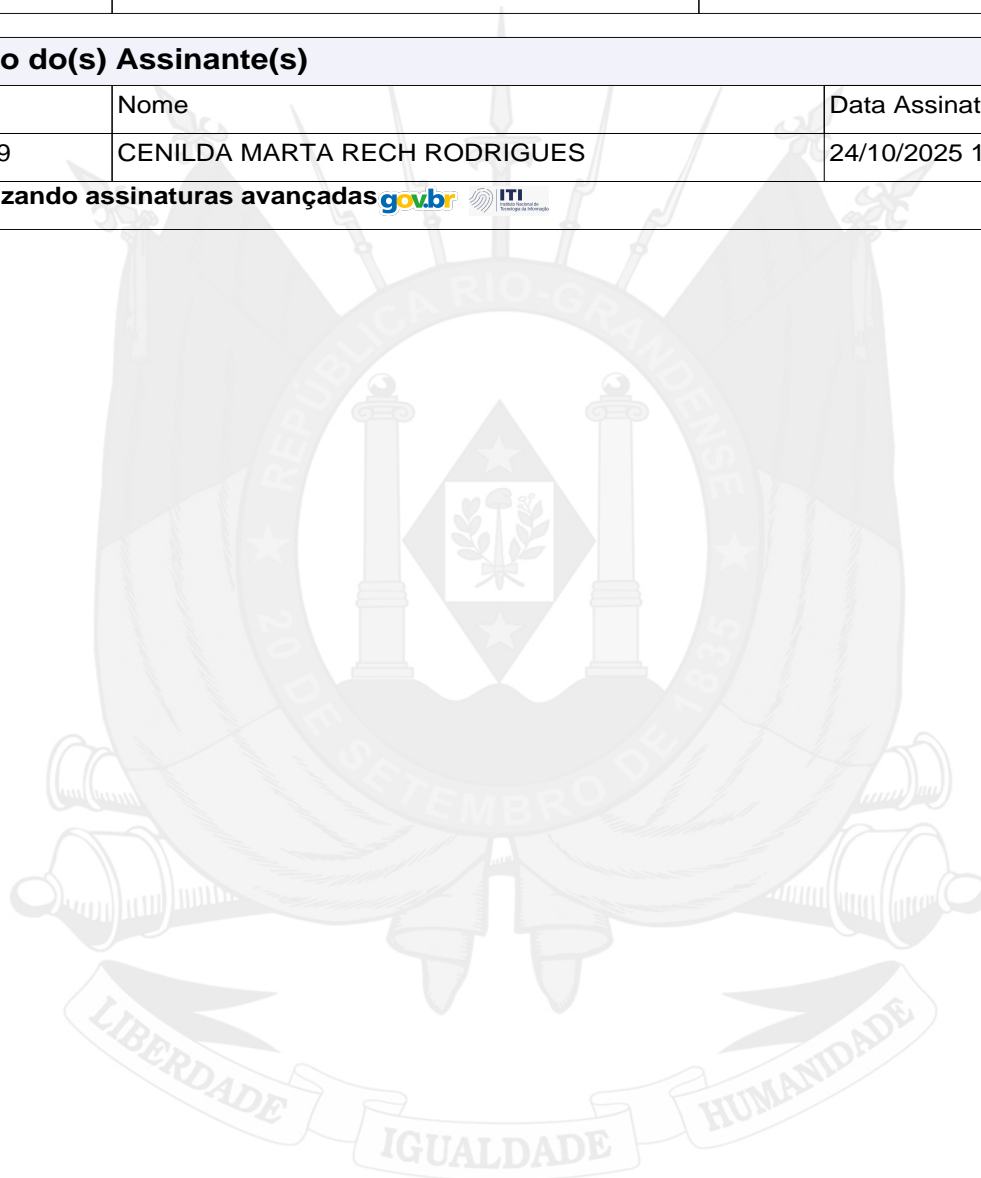 o do(s) Assinante(s)
Nome Data Assinat
9 CENILDA MARTA RECH RODRIGUES 24/10/2025 1
zando assinaturas avançadas gov.br ITI
REPÚBLICA RIO-GRANDENSE
20 DE SETEMBRO DE 1835
LIBERDADE IGUALDADE HUMANIDADE